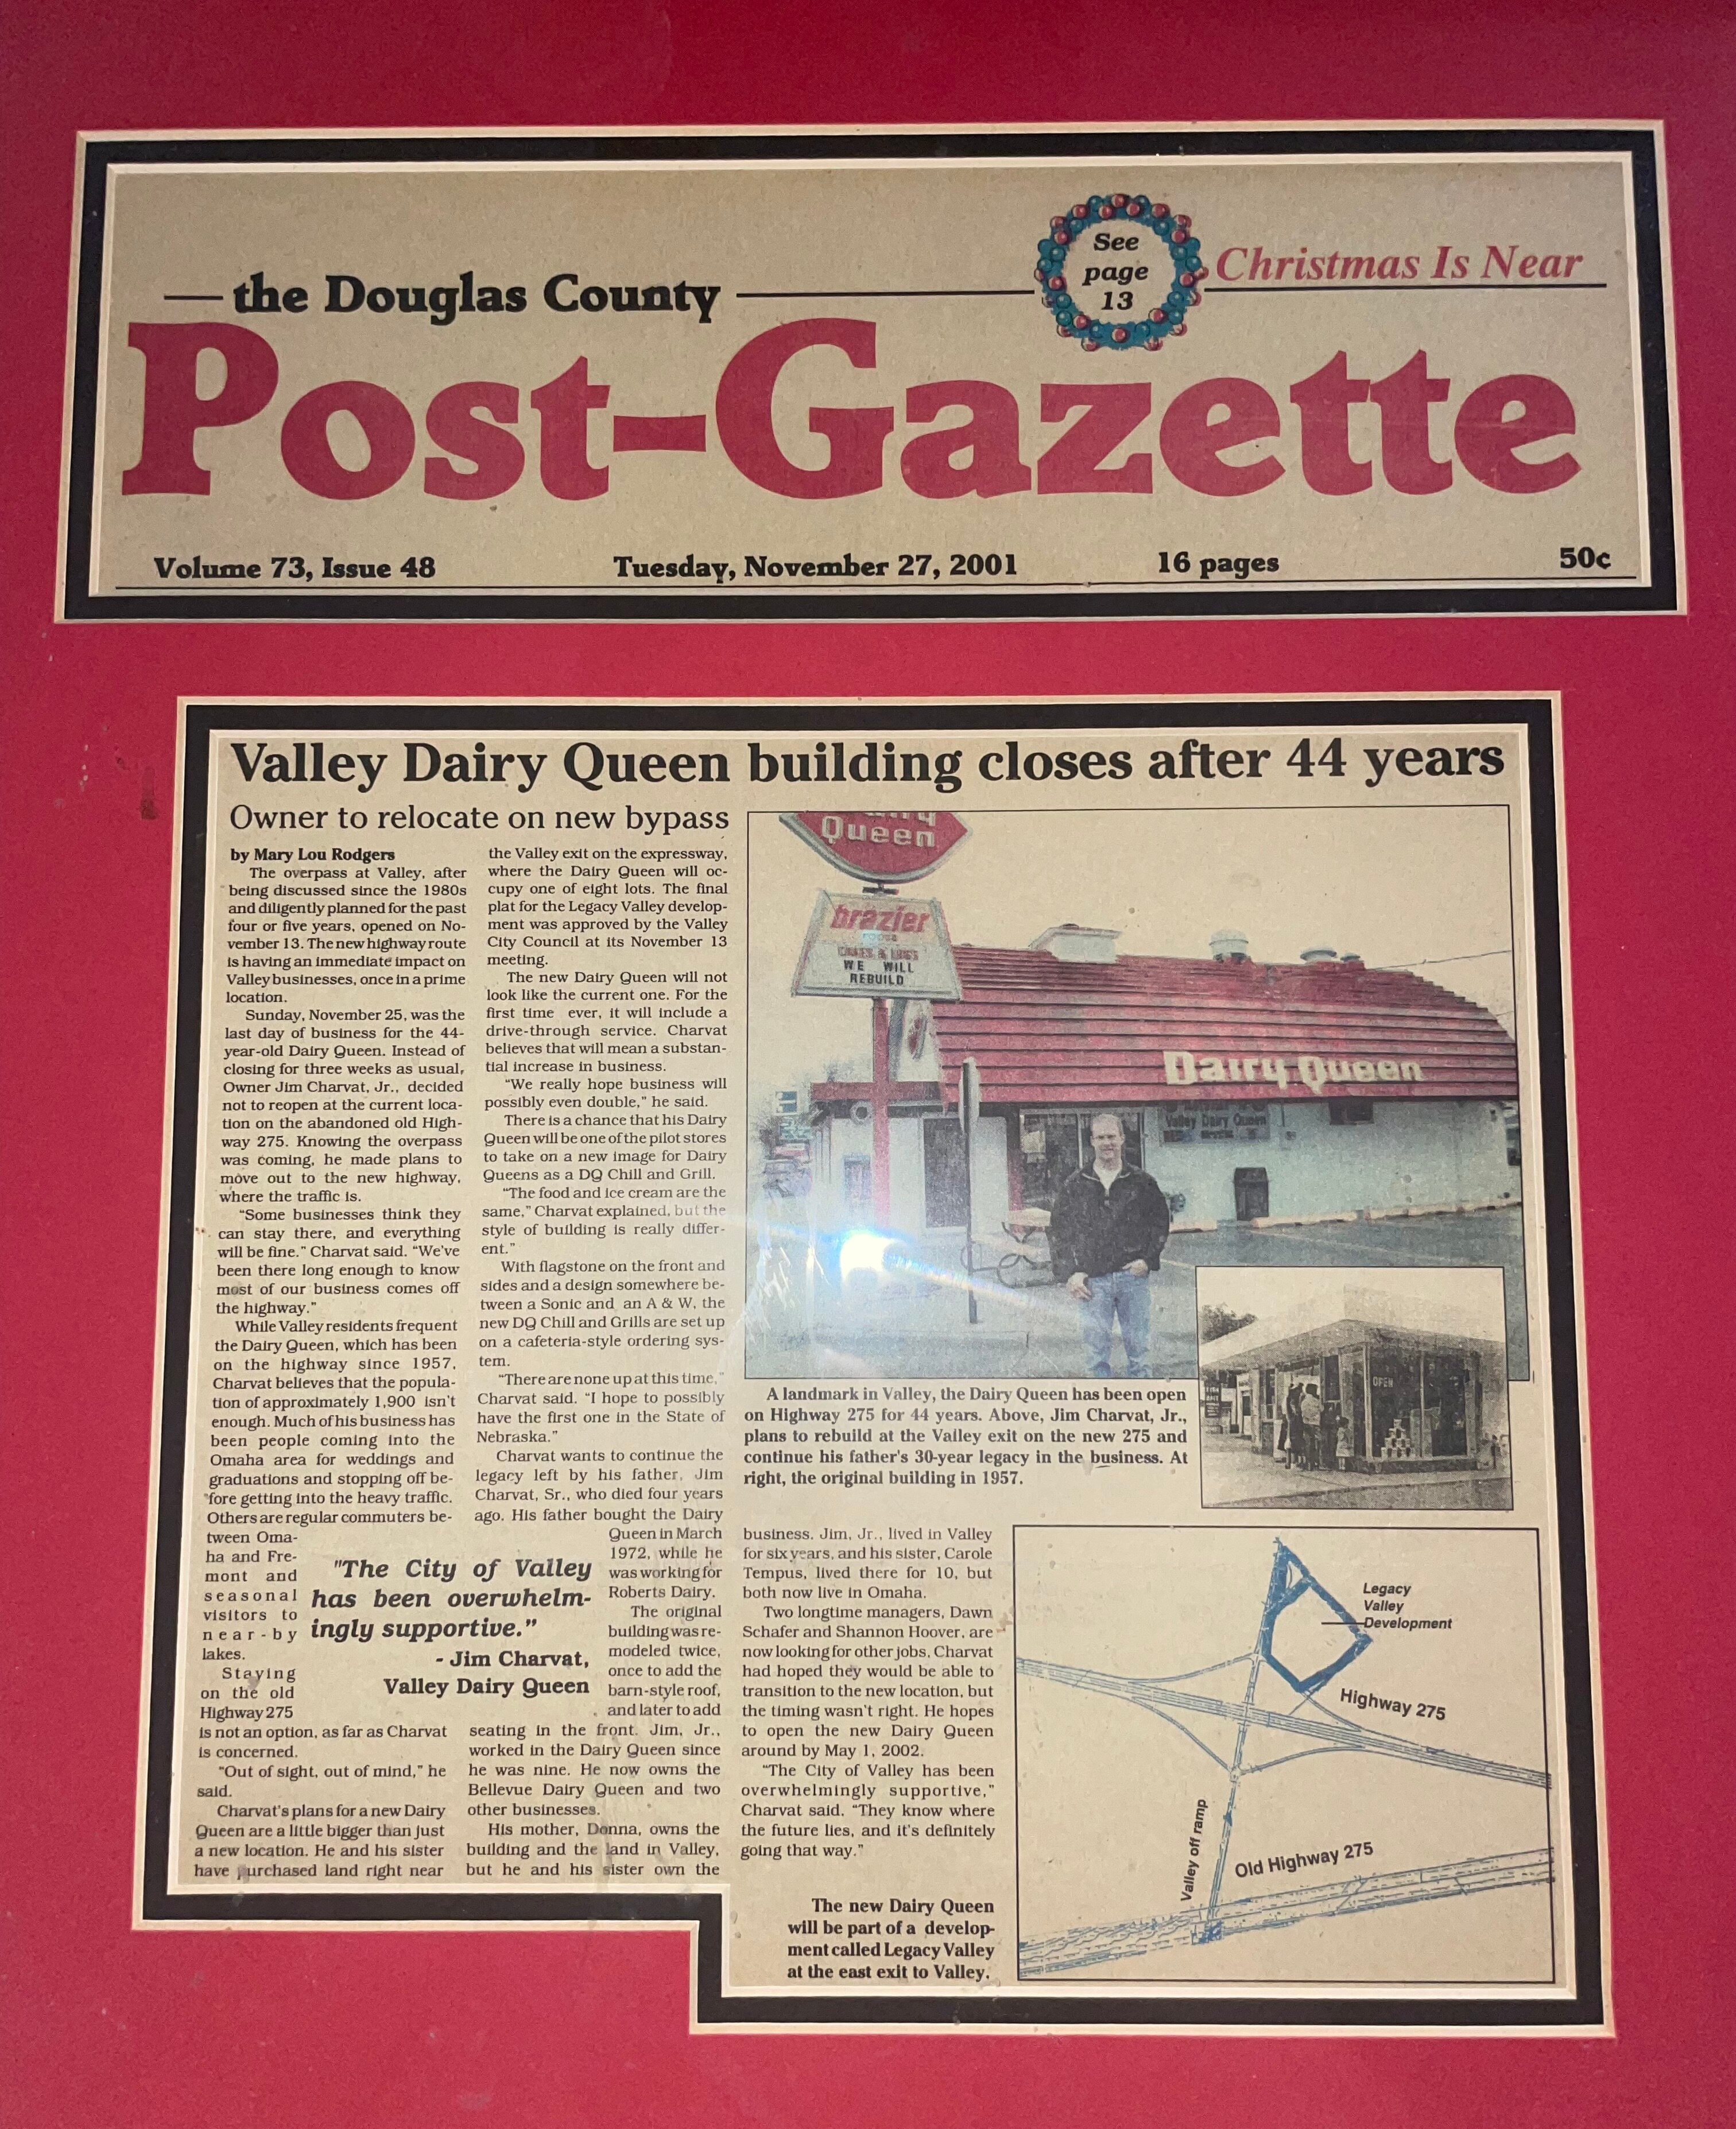 the Douglas County
See
page
13
Christmas Is Near
Post-Gazette
Volume 73, Issue 48 Tuesday, November 27, 2001 16 pages 50¢
Valley Dairy Queen building closes after 44 years
Owner to relocate on new bypass
by Mary Lou Rodgers
The overpass at Valley, after
being discussed since the 1980s
and diligently planned for the past
four or five years, opened on No-
vember 13. The new highway route
is having an immediate impact on
Valley businesses, once in a prime
location.
Sunday, November 25, was the
last day of business for the 44-
year-old Dairy Queen. Instead of
closing for three weeks as usual,
Owner Jim Charvat, Jr., decided
not to reopen at the current loca-
tion on the abandoned old High-
way 275. Knowing the overpass
was coming, he made plans to
move out to the new highway,
where the traffic is.
"Some businesses think they
can stay there, and everything
will be fine." Charvat said. "We've
been there long enough to know
most of our business comes off
the highway."
While Valley residents frequent
the Dairy Queen, which has been
on the highway since 1957,
Charvat believes that the popula-
tion of approximately 1,900 isn't
enough. Much of his business has
been people coming into the
Omaha area for weddings and
graduations and stopping off be-
fore getting into the heavy traffic.
Others are regular commuters be-
tween Oma-
ha and Fre-
mont and
seasonal
visitors to
near-by
lakes.
Staying
on the old
Highway 275
is not an option, as far as Charvat
is concerned.
"Out of sight, out of mind," he
said.
Charvat's plans for a new Dairy
Queen are a little bigger than just
a new location. He and his sister
have purchased land right near
the Valley exit on the expressway,
where the Dairy Queen will oc-
cupy one of eight lots. The final
plat for the Legacy Valley develop-
ment was approved by the Valley
City Council at its November 13
meeting.
The new Dairy Queen will not
look like the current one. For the
first time ever, it will include a
drive-through service. Charvat
believes that will mean a substan-
tial increase in business.
"We really hope business will
possibly even double," he said.
There is a chance that his Dairy
Queen will be one of the pilot stores
to take on a new image for Dairy
Queens as a DQ Chill and Grill.
"The food and ice cream are the
same," Charvat explained, but the
style of building is really differ-
ent."
With flagstone on the front and
sides and a design somewhere be-
tween a Sonic and an A & W, the
new DQ Chill and Grills are set up
on a cafeteria-style ordering sys-
tem.
"There are none up at this time,"
Charvat said. "I hope to possibly
have the first one in the State of
Nebraska."
Charvat wants to continue the
legacy left by his father, Jim
Charvat, Sr., who died four years
ago. His father bought the Dairy
Queen in March
1972, while he
was working for
Roberts Dairy.
The original
building was re-
modeled twice,
once to add the
barn-style roof,
and later to add
seating in the front. Jim, Jr.,
worked in the Dairy Queen since
he was nine. He now owns the
Bellevue Dairy Queen and two
other businesses.
His mother, Donna, owns the
building and the land in Valley,
but he and his sister own the
"The City of Valley
has been overwhelm-
ingly supportive."
- Jim Charvat,
Valley Dairy Queen
Queen
brazier
WE WILL
REBUILD
Dairy Queen
Valley Dairy Queen
OPEN
A landmark in Valley, the Dairy Queen has been open
on Highway 275 for 44 years. Above, Jim Charvat, Jr.,
plans to rebuild at the Valley exit on the new 275 and
continue his father's 30-year legacy in the business. At
right, the original building in 1957.
business. Jim, Jr., lived in Valley
for six years, and his sister, Carole
Tempus, lived there for 10, but
both now live in Omaha.
Two longtime managers, Dawn
Schafer and Shannon Hoover, are
now looking for other jobs. Charvat
had hoped they would be able to
transition to the new location, but
the timing wasn't right. He hopes
to open the new Dairy Queen
around by May 1, 2002.
"The City of Valley has been
overwhelmingly supportive,"
Charvat said. "They know where
the future lies, and it's definitely
going that way."
The new Dairy Queen
will be part of a develop-
ment called Legacy Valley
at the east exit to Valley.
Legacy
Valley
Development
Highway 275
Valley off ramp
Old Highway 275